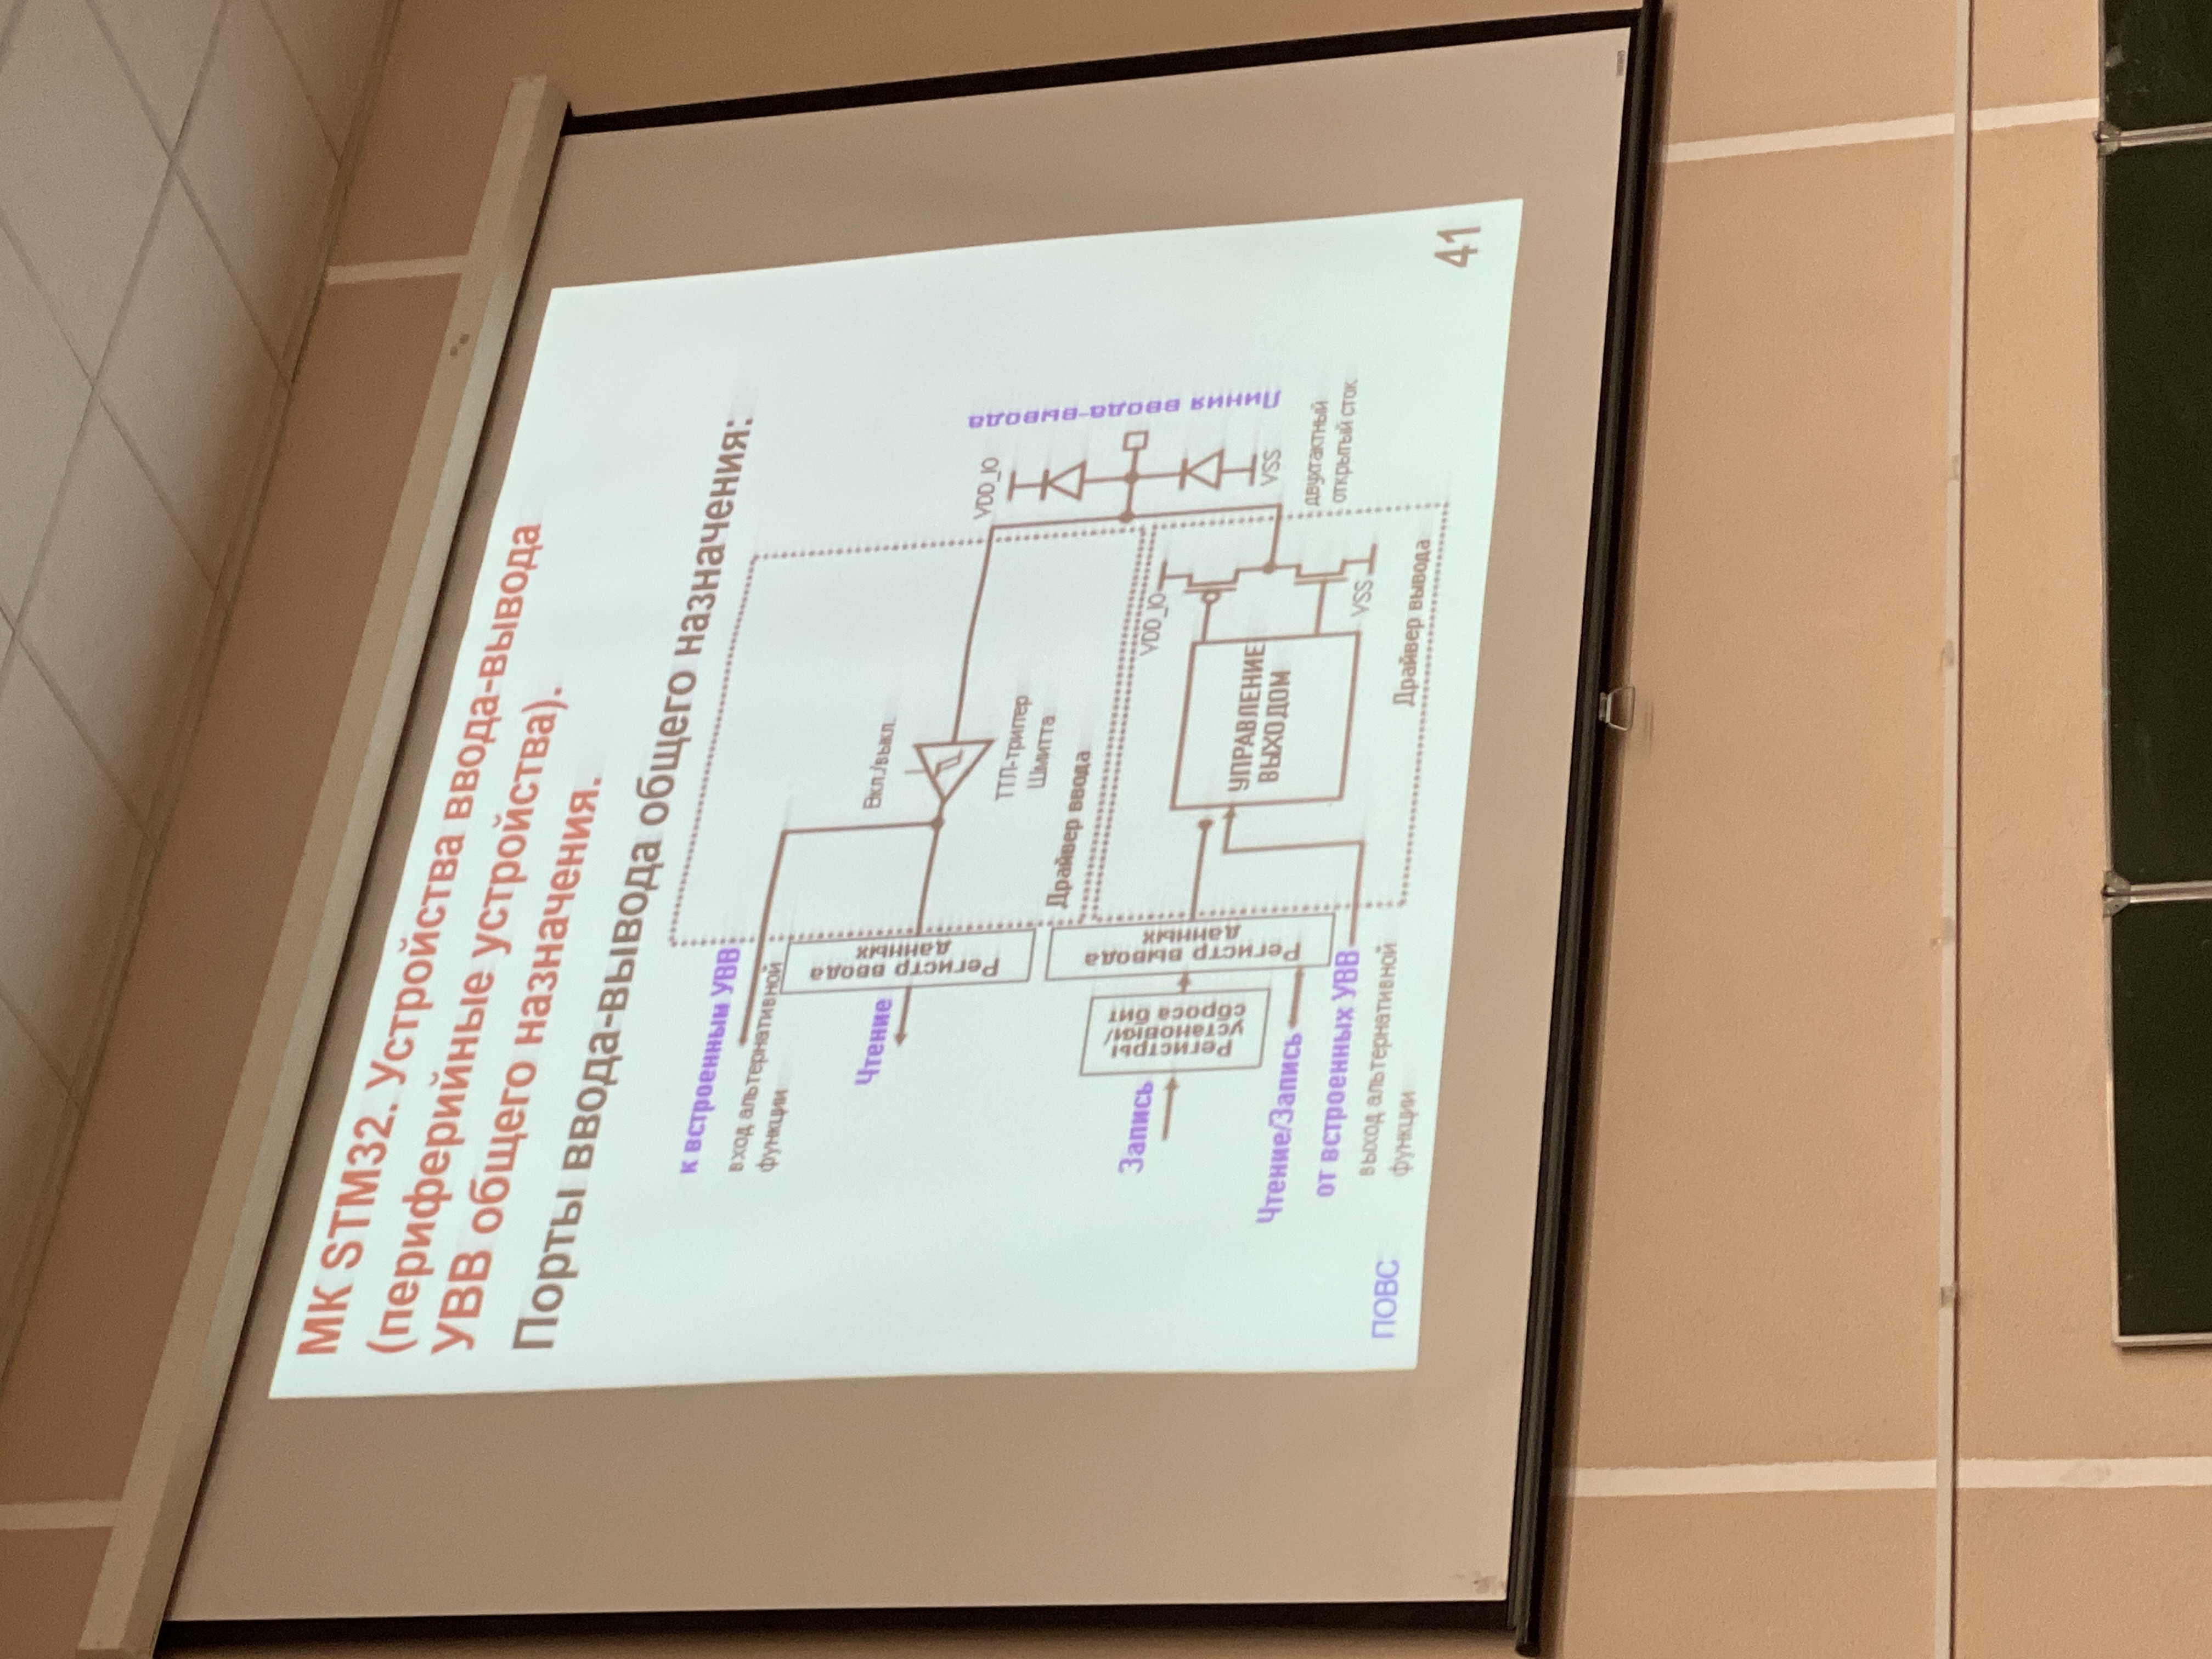 МК STM32. Устройства ввода-вывода
(периферийные устройства).
УВВ общего назначения.
Порты ввода-вывода общего назначения:
к встроенным УВВ
вход альтернативной
функции
Чтение
Регистр ввода
данных
Вкл./выкл.
ТТЛ-триггер
Шмитта
Драйвер ввода
VDD_IO
Линия ввода-вывода
Запись
Регистры
установки/
сброса бит
Регистр вывода
данных
VDD_IO
УПРАВЛЕНИЕ
ВЫХОДОМ
VSS
Чтение/Запись
от встроенных УВВ
выход альтернативной
функции
VSS
двухтактный
открытый сток
Драйвер вывода
ПОВС
41